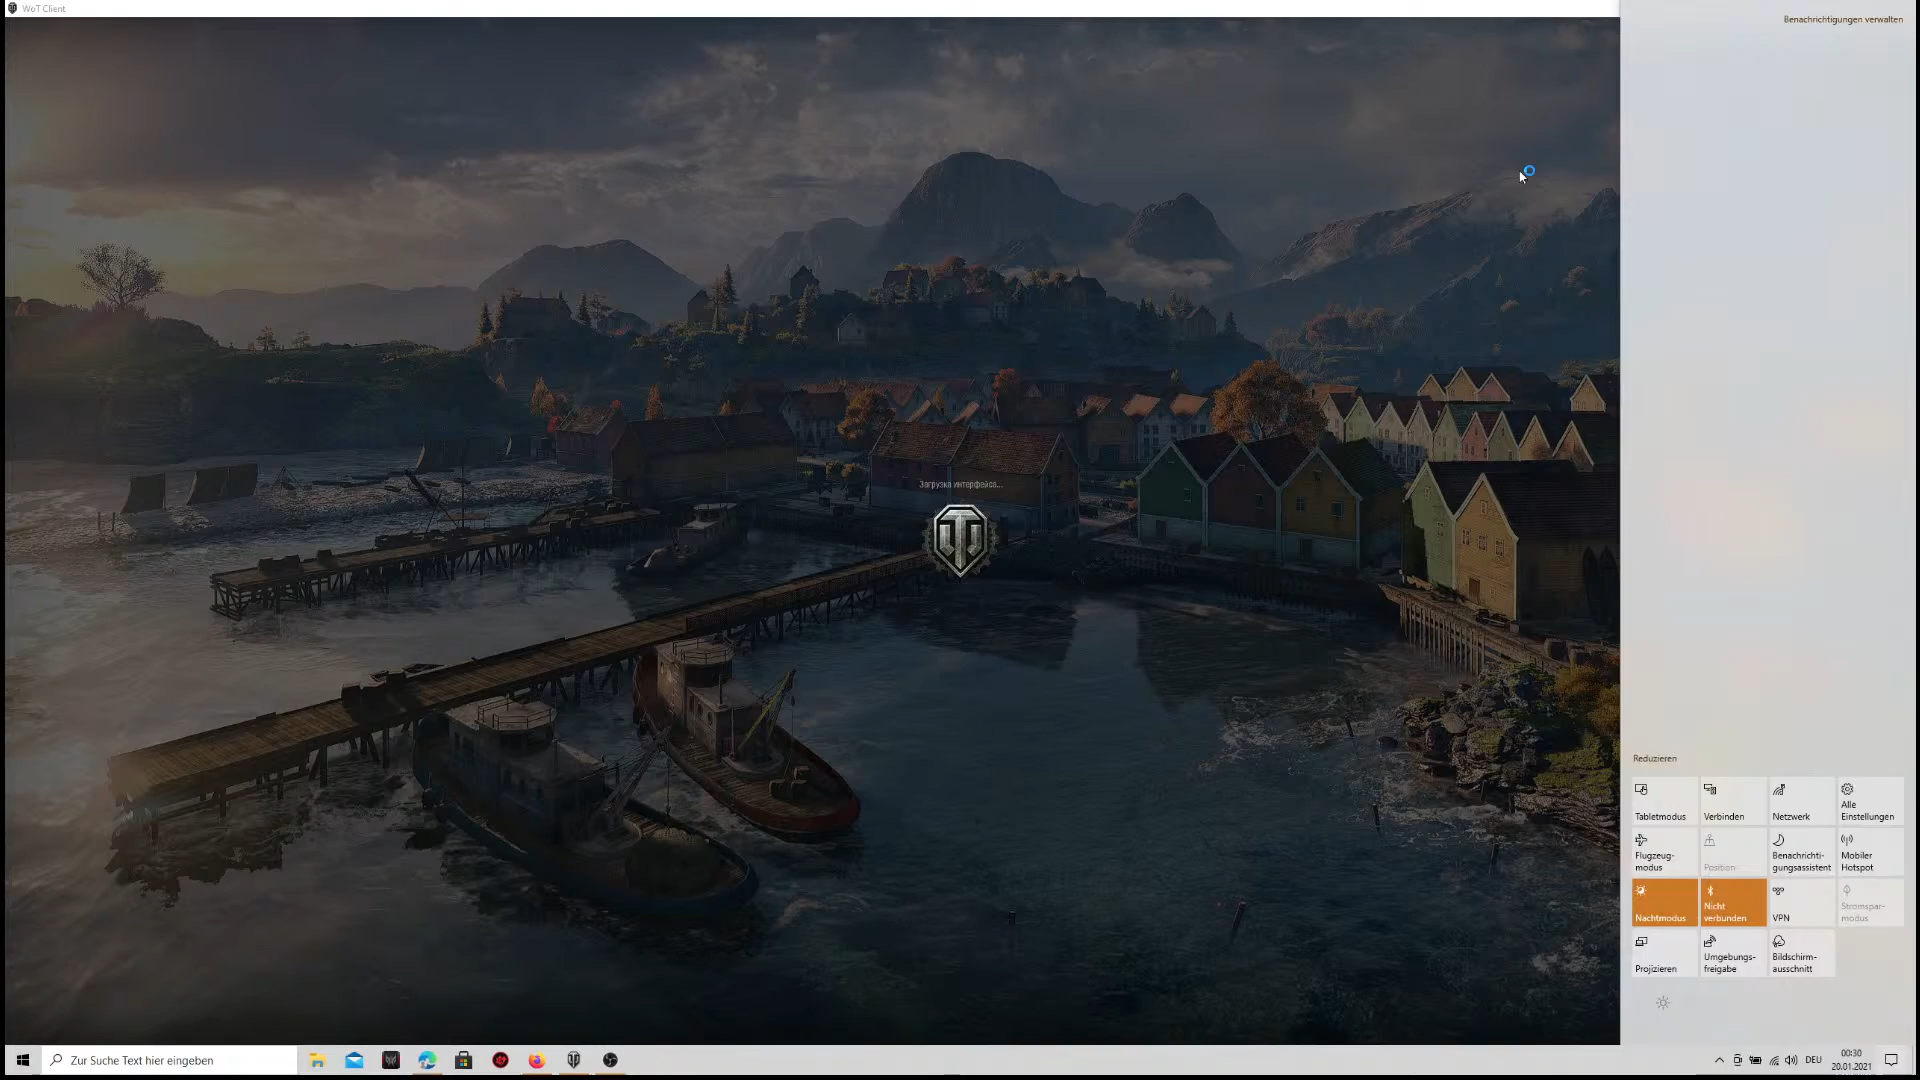 WoT Client
Benachrichtigungen verwalten
Загрузка интерфейса...
Reduzieren
Tabletmodus
Verbinden
Netzwerk
Alle
Einstellungen
Flugzeug-
modus
Position
Benachrichti-
gungsassistent
Mobiler
Hotspot
Nachtmodus
Nicht
verbunden
VPN
Stromspar-
modus
Projizieren
Umgebungs-
freigabe
Bildschirm-
ausschnitt
Zur Suche Text hier eingeben
DEU
00:30
20.01.2021